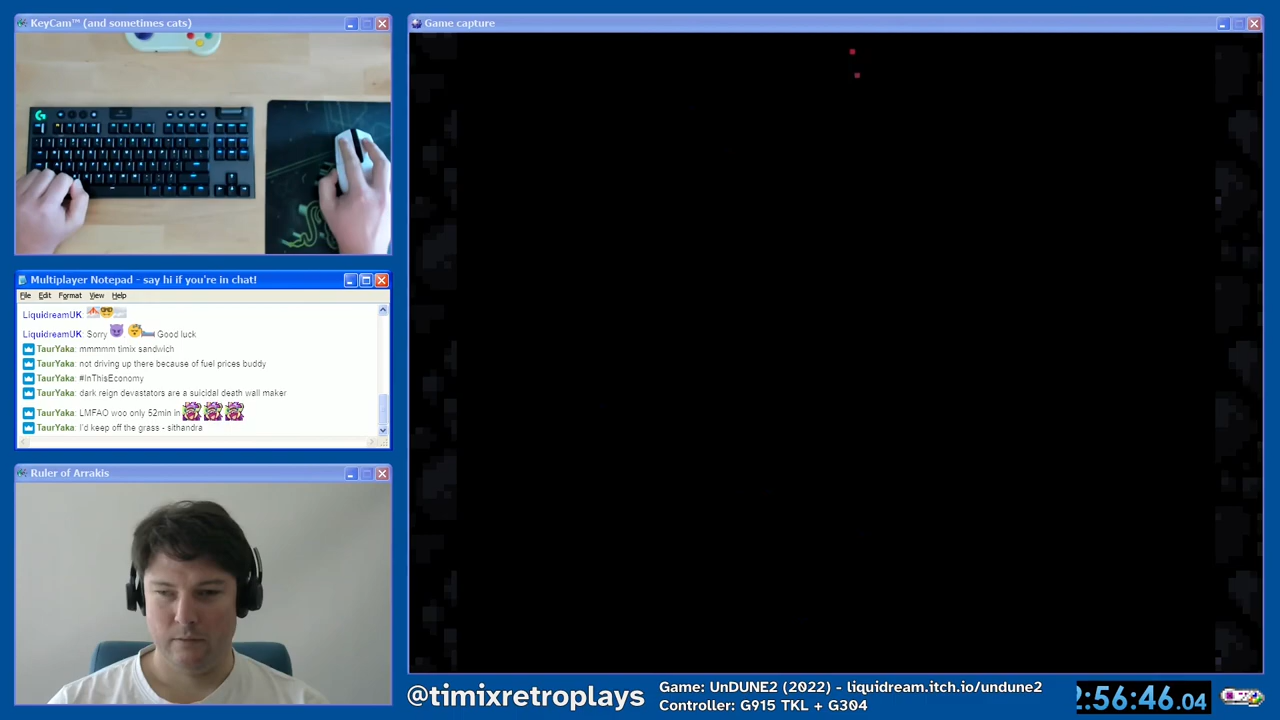 KeyCam™ (and sometimes cats)
Game capture
Multiplayer Notepad - say hi if you're in chat!
File Edit Format View Help
LiquidreamUK:
LiquidreamUK: Sorry Good luck
TaurYaka: mmmmm timix sandwich
TaurYaka: not driving up there because of fuel prices buddy
TaurYaka: #InThisEconomy
TaurYaka: dark reign devastators are a suicidal death wall maker
TaurYaka: LMFAO woo only 52min in
TaurYaka: I'd keep off the grass - sithandra
Ruler of Arrakis
@timixretroplays
Game: UnDUNE2 (2022) - liquidream.itch.io/undune2
Controller: G915 TKL + G304
2:56:46.04